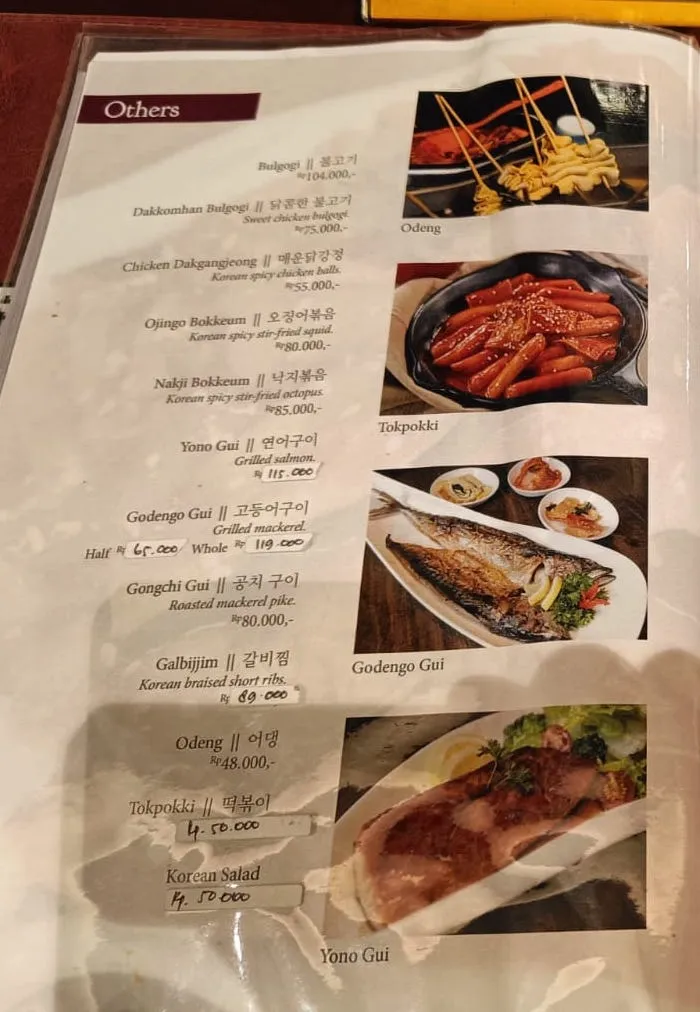 Others
Bulgogi || 불고기
Rp104.000,-
Dakkomhan Bulgogi || 닭콤한 불고기
Sweet chicken bulgogi.
Rp75.000,-
Chicken Dakgangjeong || 매운닭강정
Korean spicy chicken balls.
Rp55.000,-
Ojingo Bokkeum || 오징어볶음
Korean spicy stir-fried squid.
Rp80.000,-
Nakji Bokkeum || 낙지볶음
Korean spicy stir-fried octopus.
Rp85.000,-
Yono Gui || 연어구이
Grilled salmon.
Rp 115.000
Godengo Gui || 고등어구이
Grilled mackerel.
Half Rp 65.000 Whole Rp 119.000
Gongchi Gui || 공치 구이
Roasted mackerel pike.
Rp80.000,-
Galbijjim || 갈비찜
Korean braised short ribs.
Rp 89.000
Odeng || 어댕
Rp48.000,-
Tokpokki || 떡볶이
Rp. 50.000
Korean Salad
Rp. 50.000
Odeng
Tokpokki
Godengo Gui
Yono Gui